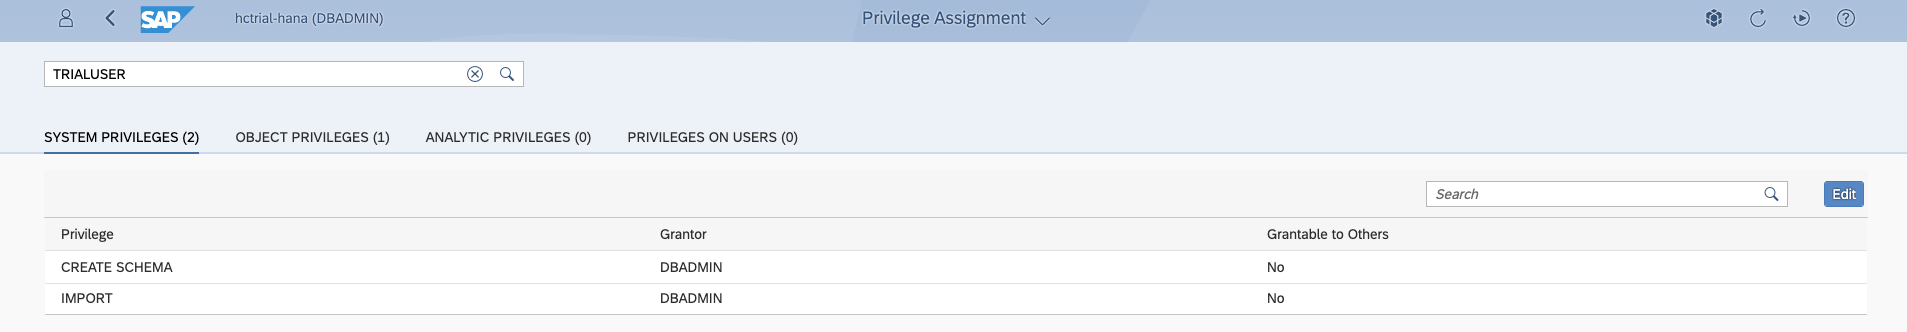 SAP hctrial-hana (DBADMIN) Privilege Assignment
TRIALUSER
SYSTEM PRIVILEGES (2) OBJECT PRIVILEGES (1) ANALYTIC PRIVILEGES (0) PRIVILEGES ON USERS (0)
Search Edit
Privilege Grantor Grantable to Others
CREATE SCHEMA DBADMIN No
IMPORT DBADMIN No